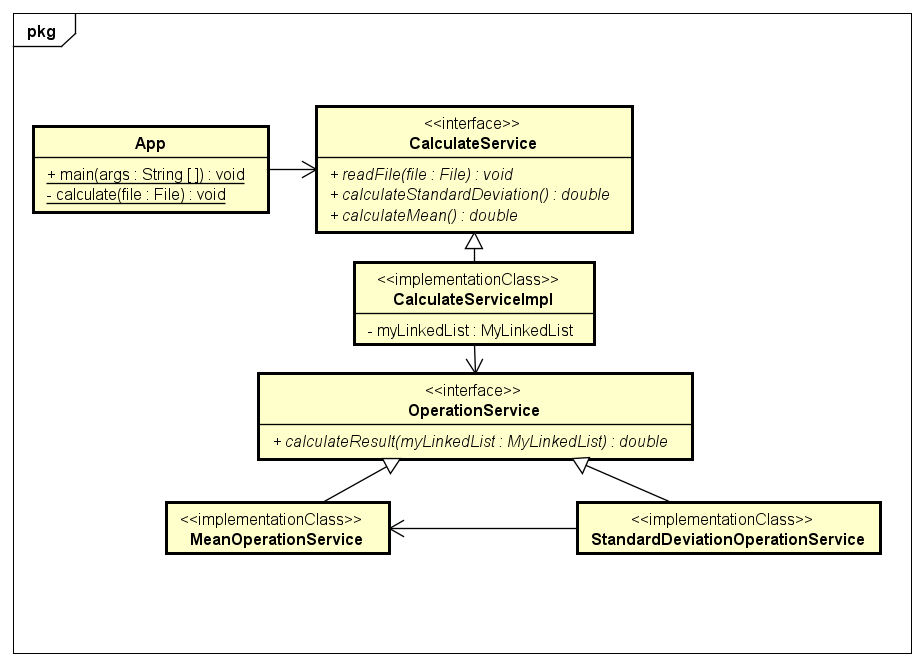 pkg
App
+ main(args : String [ ]) : void
- calculate(file : File) : void
<<interface>>
CalculateService
+ readFile(file : File) : void
+ calculateStandardDeviation() : double
+ calculateMean() : double
<<implementationClass>>
CalculateServiceImpl
- myLinkedList : MyLinkedList
<<interface>>
OperationService
+ calculateResult(myLinkedList : MyLinkedList) : double
<<implementationClass>>
MeanOperationService
<<implementationClass>>
StandardDeviationOperationService